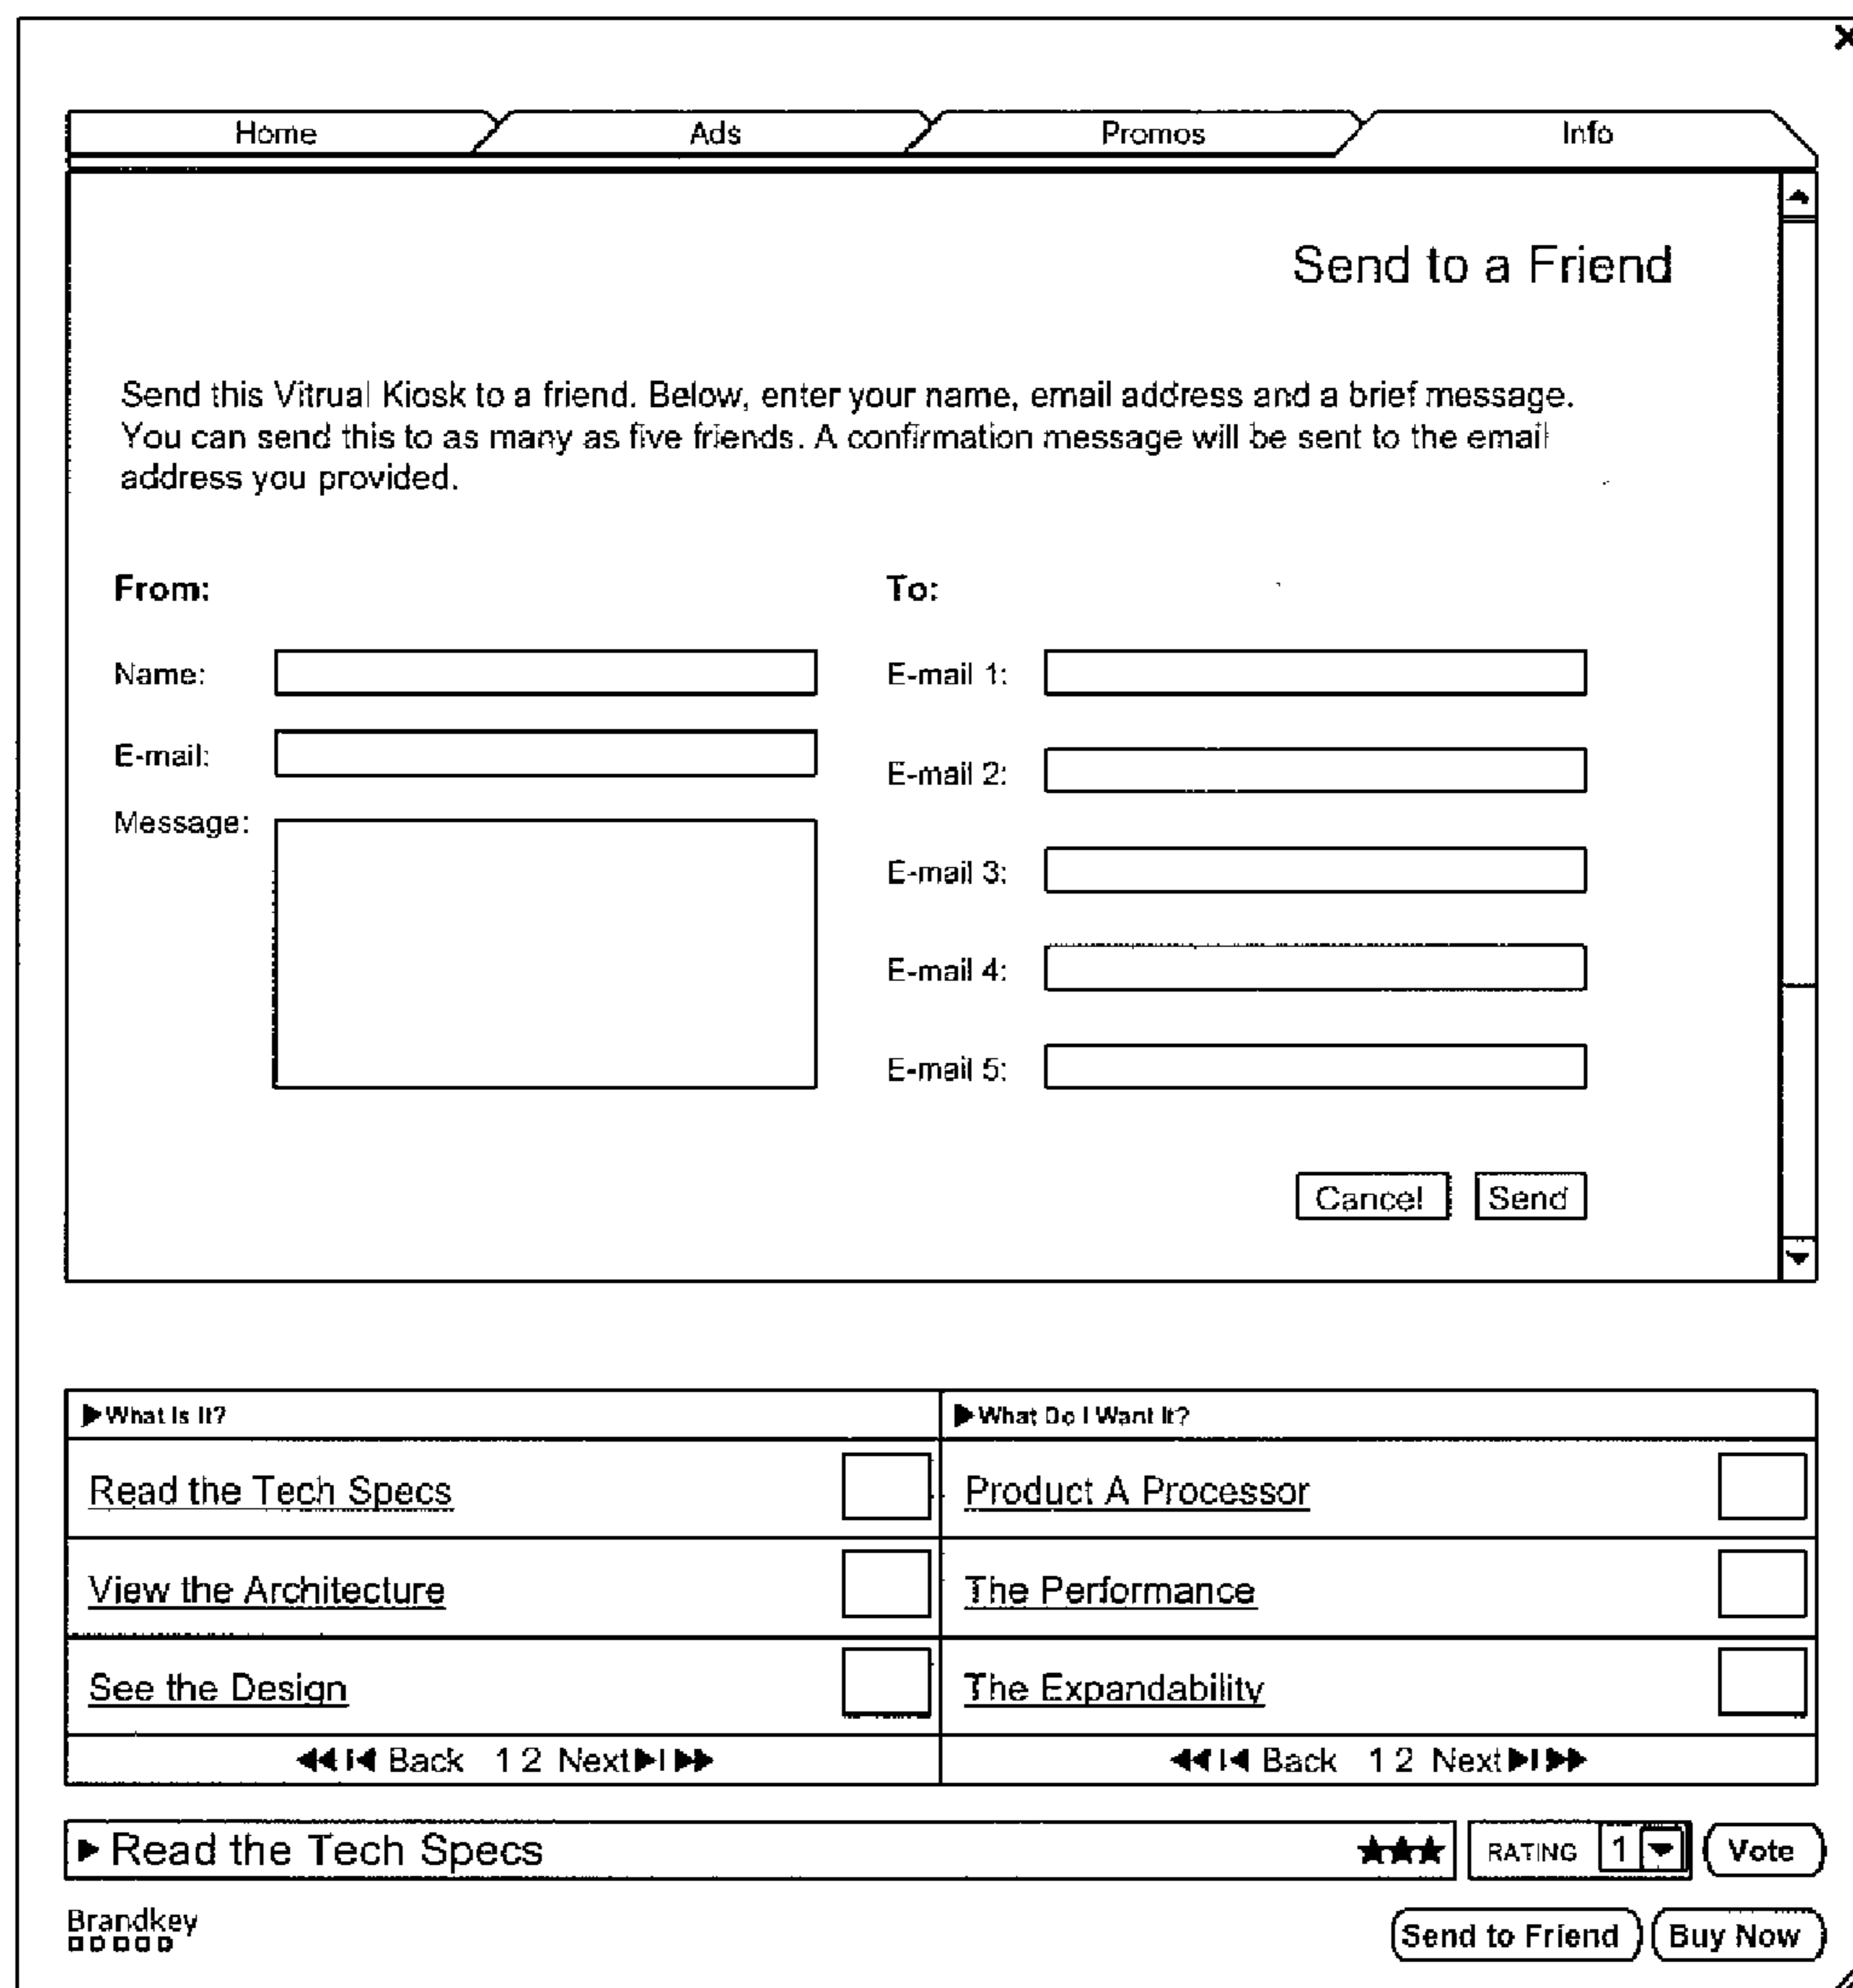 Home Ads Promos Info
Send to a Friend
Send this Vitrual Kiosk to a friend. Below, enter your name, email address and a brief message.
You can send this to as many as five friends. A confirmation message will be sent to the email
address you provided.
From: To:
Name: E-mail 1:
E-mail: E-mail 2:
Message:
E-mail 3:
E-mail 4:
E-mail 5:
Cancel Send
What Is It? What Do I Want It?
Read the Tech Specs Product A Processor
View the Architecture The Performance
See the Design The Expandability
Back 1 2 Next Back 1 2 Next
Read the Tech Specs RATING 1 Vote
Brandkey Send to Friend Buy Now